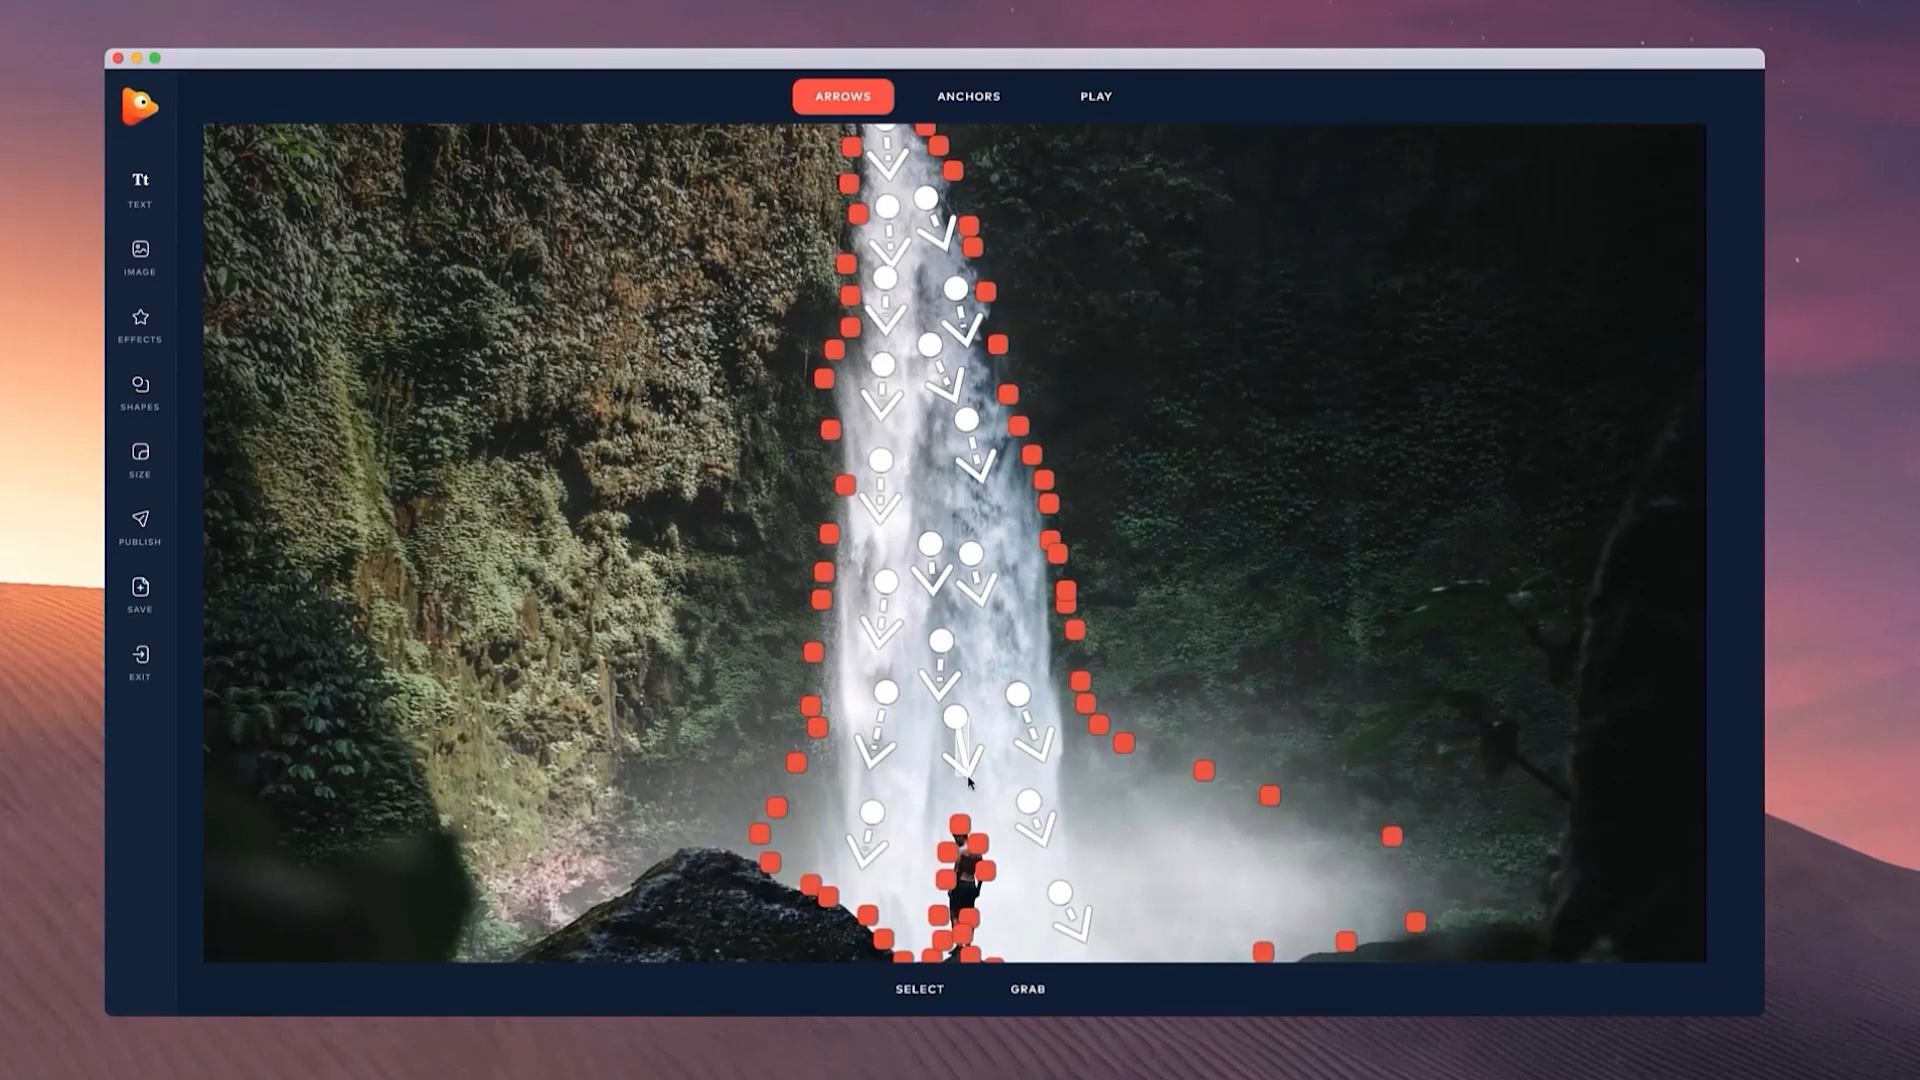 ARROWS
ANCHORS
PLAY
Tt
TEXT
IMAGE
EFFECTS
SHAPES
SIZE
PUBLISH
SAVE
EXIT
SELECT
GRAB